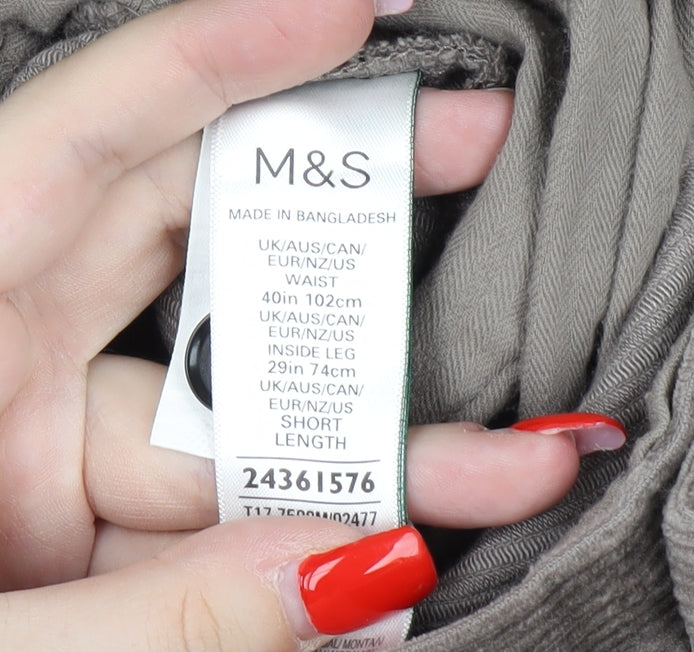 M&S
MADE IN BANGLADESH
UK/AUS/CAN/
EUR/NZ/US
WAIST
40in 102cm
UK/AUS/CAN/
EUR/NZ/US
INSIDE LEG
29in 74cm
UK/AUS/CAN/
EUR/NZ/US
SHORT
LENGTH
24361576